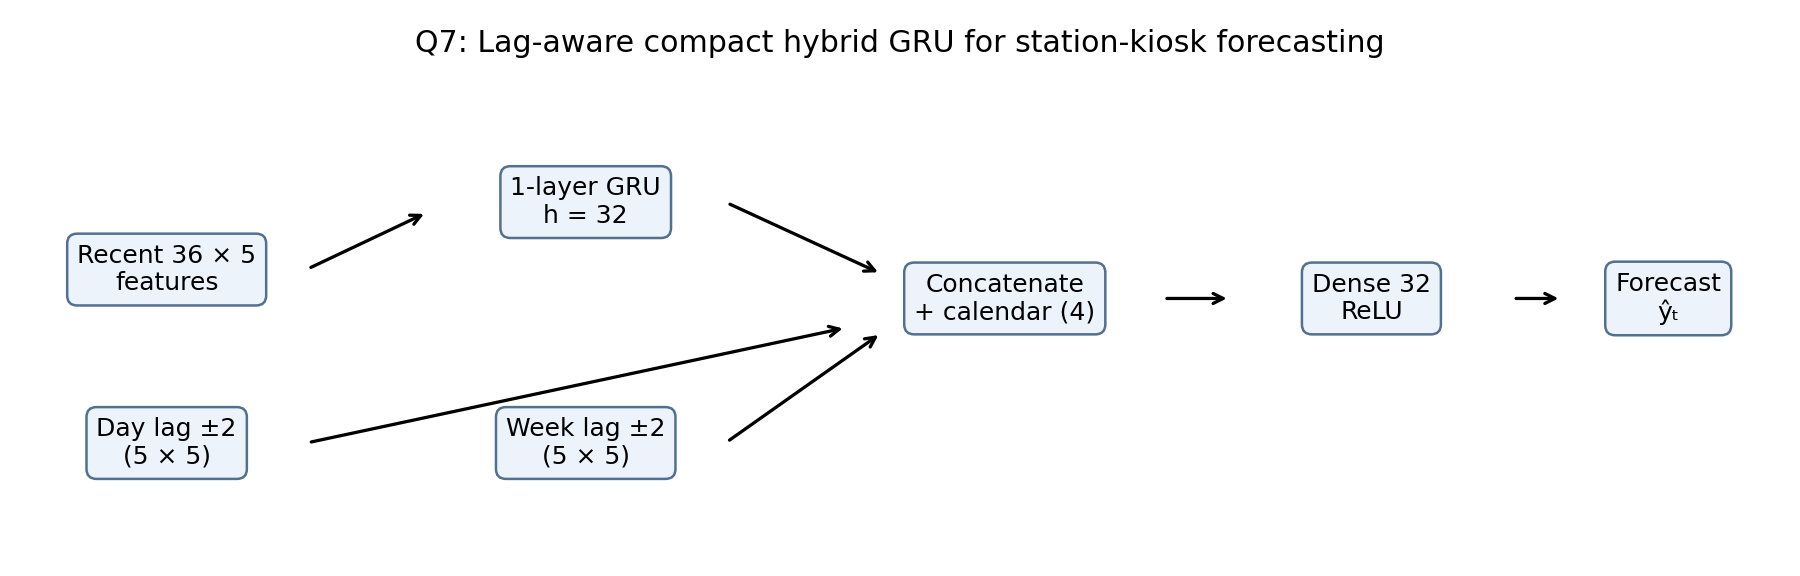 Q7: Lag-aware compact hybrid GRU for station-kiosk forecasting
Recent 36 × 5
features
1-layer GRU
h = 32
Day lag ±2
(5 × 5)
Week lag ±2
(5 × 5)
Concatenate
+ calendar (4)
Dense 32
ReLU
Forecast
ŷₜ